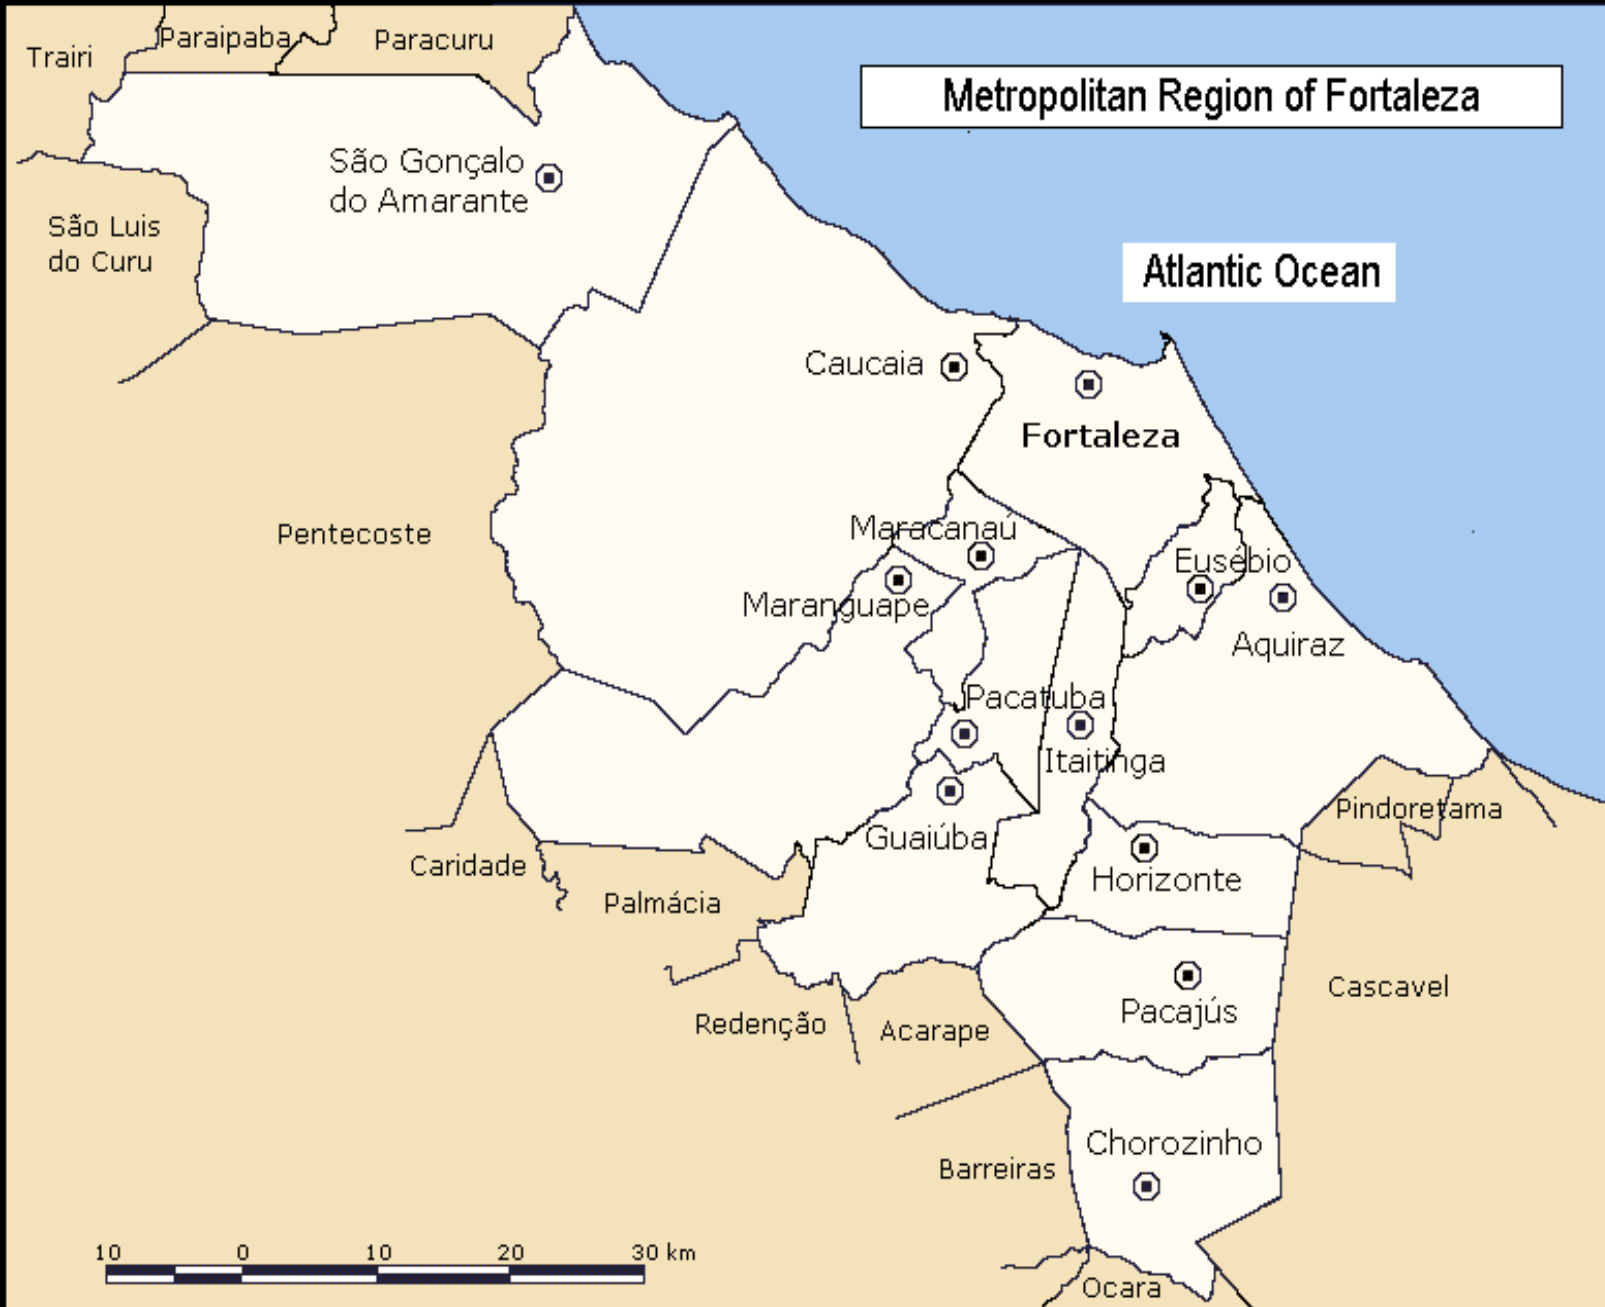 Trairi
Paraipaba
Paracuru
Metropolitan Region of Fortaleza
São Gonçalo
do Amarante
São Luis
do Curu
Atlantic Ocean
Caucaia
Fortaleza
Pentecoste
Maracanaú
Eusébio
Maranguape
Aquiraz
Pacatuba
Itaitinga
Pindoretama
Guaiúba
Caridade
Horizonte
Palmácia
Cascavel
Pacajús
Redenção
Acarape
Chorozinho
Barreiras
10 0 10 20 30 km
Ocara